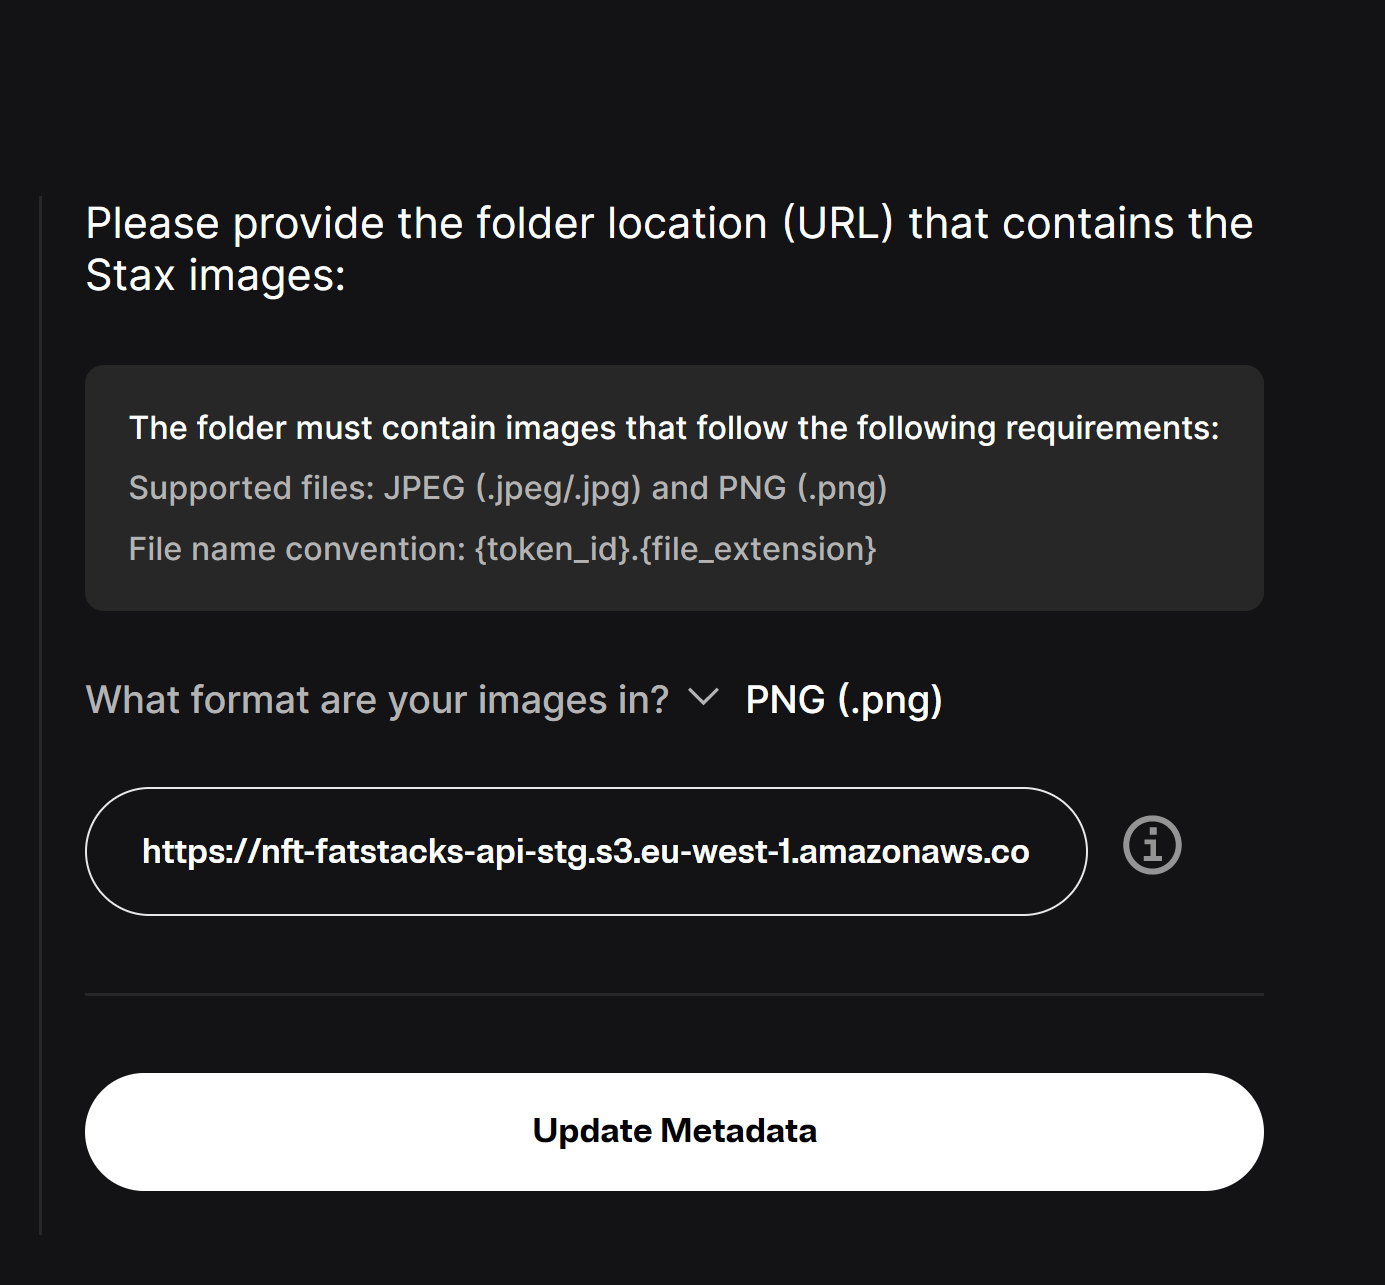 Please provide the folder location (URL) that contains the
Stax images:
The folder must contain images that follow the following requirements:
Supported files: JPEG (.jpeg/.jpg) and PNG (.png)
File name convention: {token_id}.{file_extension}
What format are your images in? PNG (.png)
https://nft-fatstacks-api-stg.s3.eu-west-1.amazonaws.co
Update Metadata